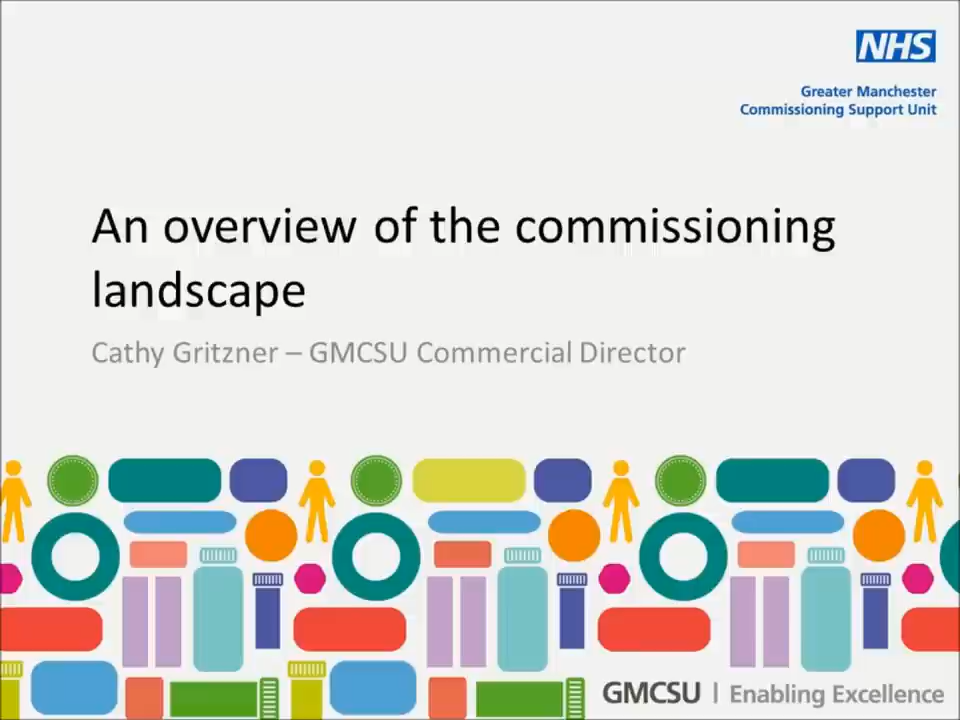 NHS
Greater Manchester
Commissioning Support Unit
An overview of the commissioning
landscape
Cathy Gritzner – GMCSU Commercial Director
GMCSU | Enabling Excellence